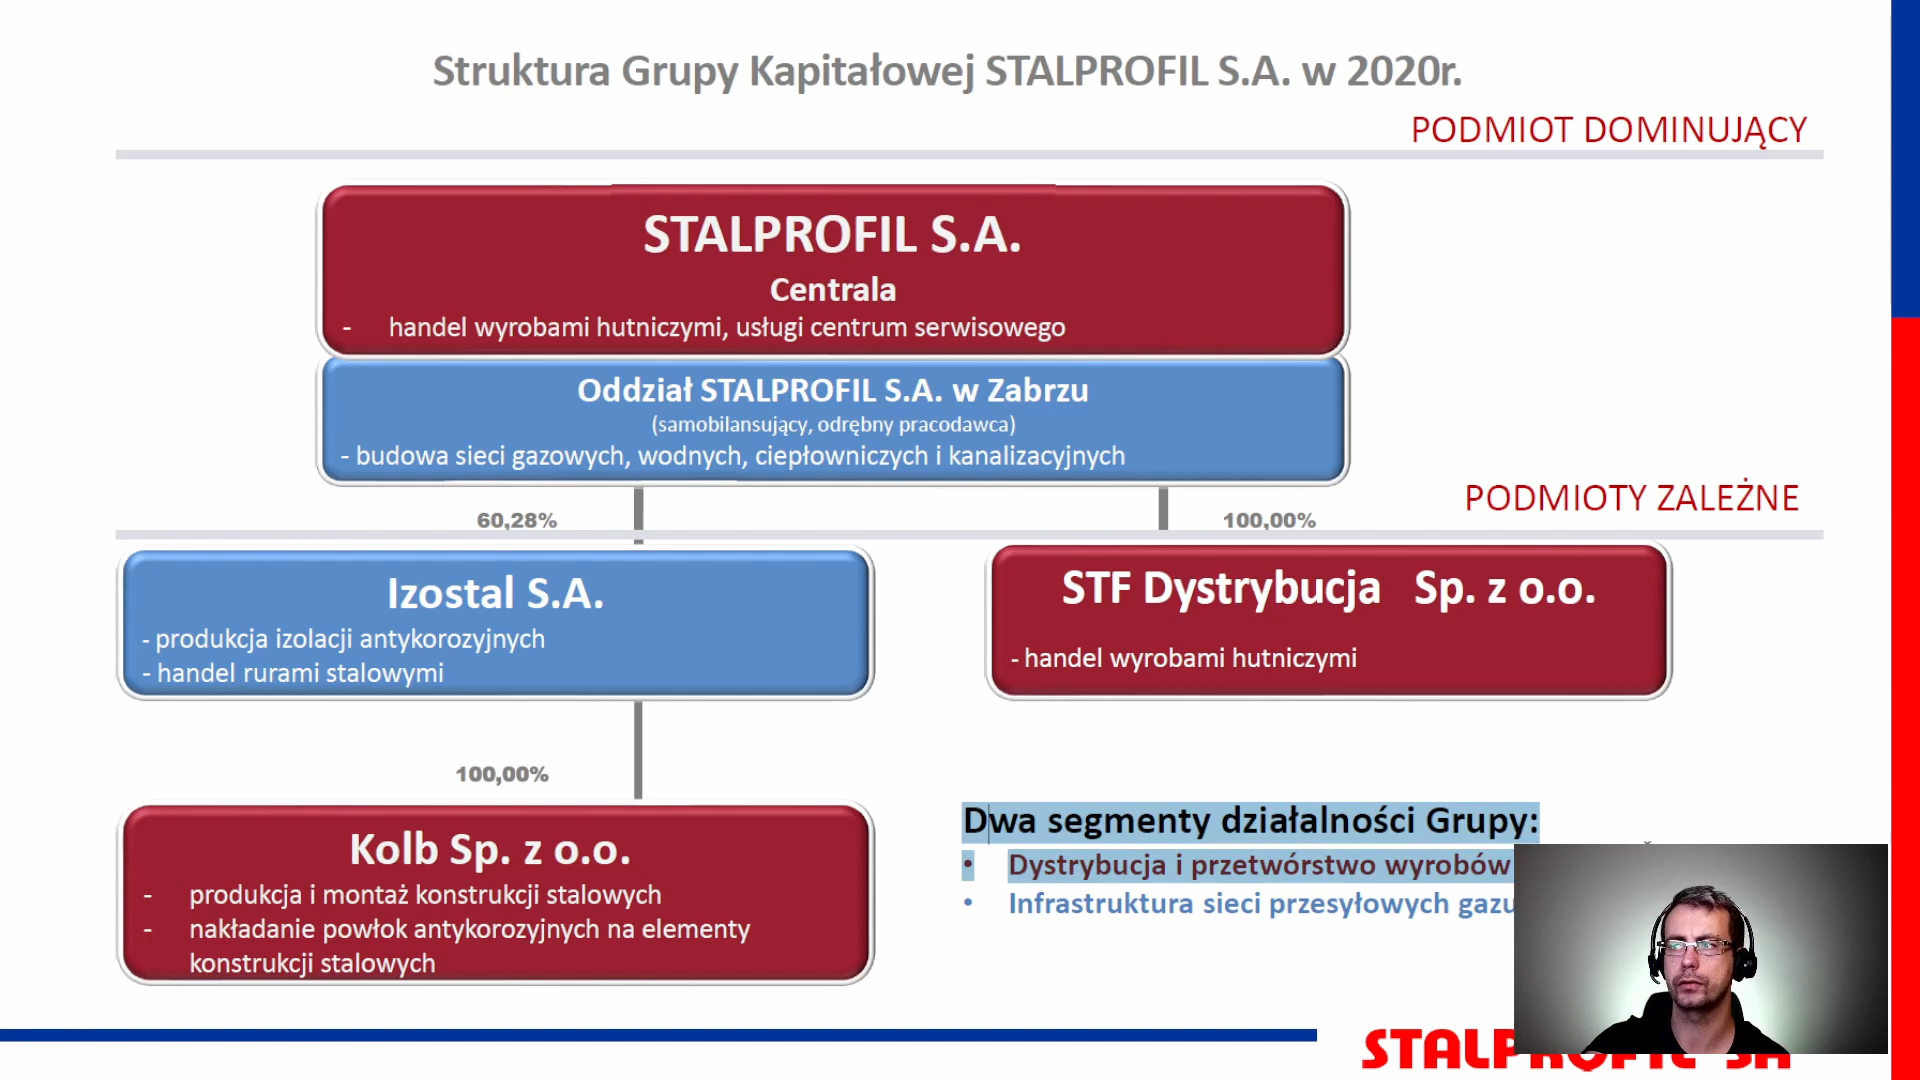 Struktura Grupy Kapitałowej STALPROFIL S.A. w 2020r.
PODMIOT DOMINUJĄCY
STALPROFIL S.A.
Centrala
- handel wyrobami hutniczymi, usługi centrum serwisowego
Oddział STALPROFIL S.A. w Zabrzu
(samobilansujący, odrębny pracodawca)
- budowa sieci gazowych, wodnych, ciepłowniczych i kanalizacyjnych
PODMIOTY ZALEŻNE
60,28%
100,00%
Izostal S.A.
- produkcja izolacji antykorozyjnych
- handel rurami stalowymi
STF Dystrybucja Sp. z o.o.
- handel wyrobami hutniczymi
100,00%
Kolb Sp. z o.o.
- produkcja i montaż konstrukcji stalowych
- nakładanie powłok antykorozyjnych na elementy
konstrukcji stalowych
Dwa segmenty działalności Grupy:
• Dystrybucja i przetwórstwo wyrobów
• Infrastruktura sieci przesyłowych gazu
STALPROFIL SA